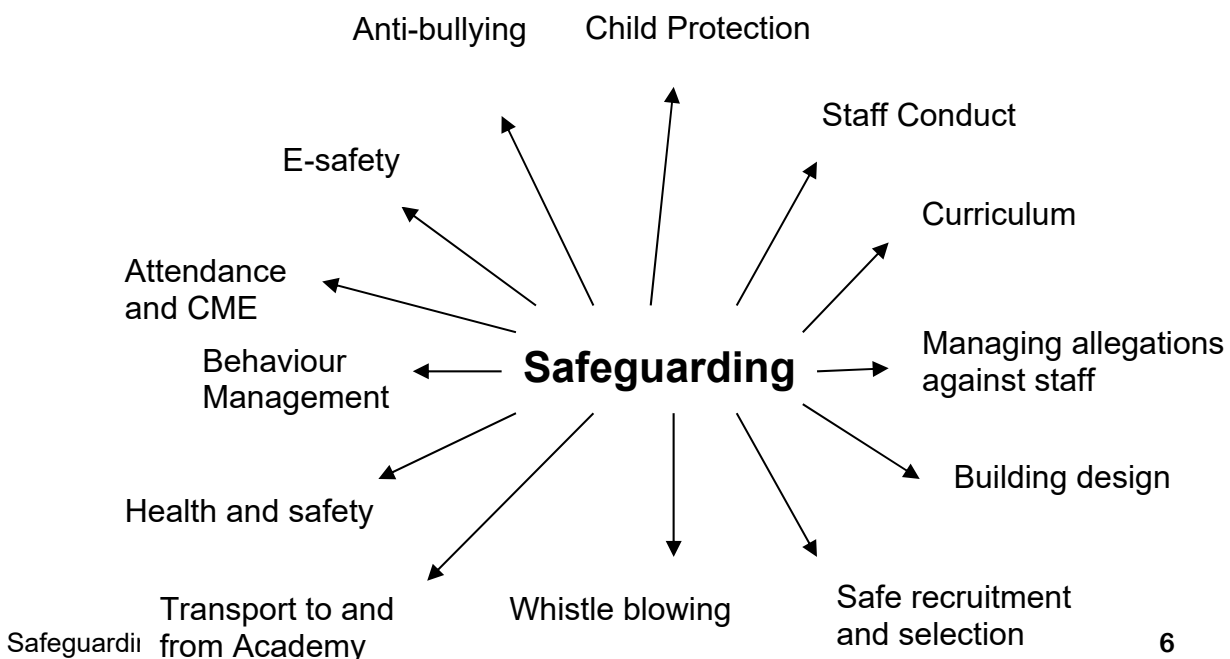 Anti-bullying
Child Protection
Staff Conduct
E-safety
Curriculum
Attendance
and CME
Managing allegations
against staff
Behaviour
Management
Safeguarding
Building design
Health and safety
Transport to and
from Academy
Whistle blowing
Safe recruitment
and selection
6